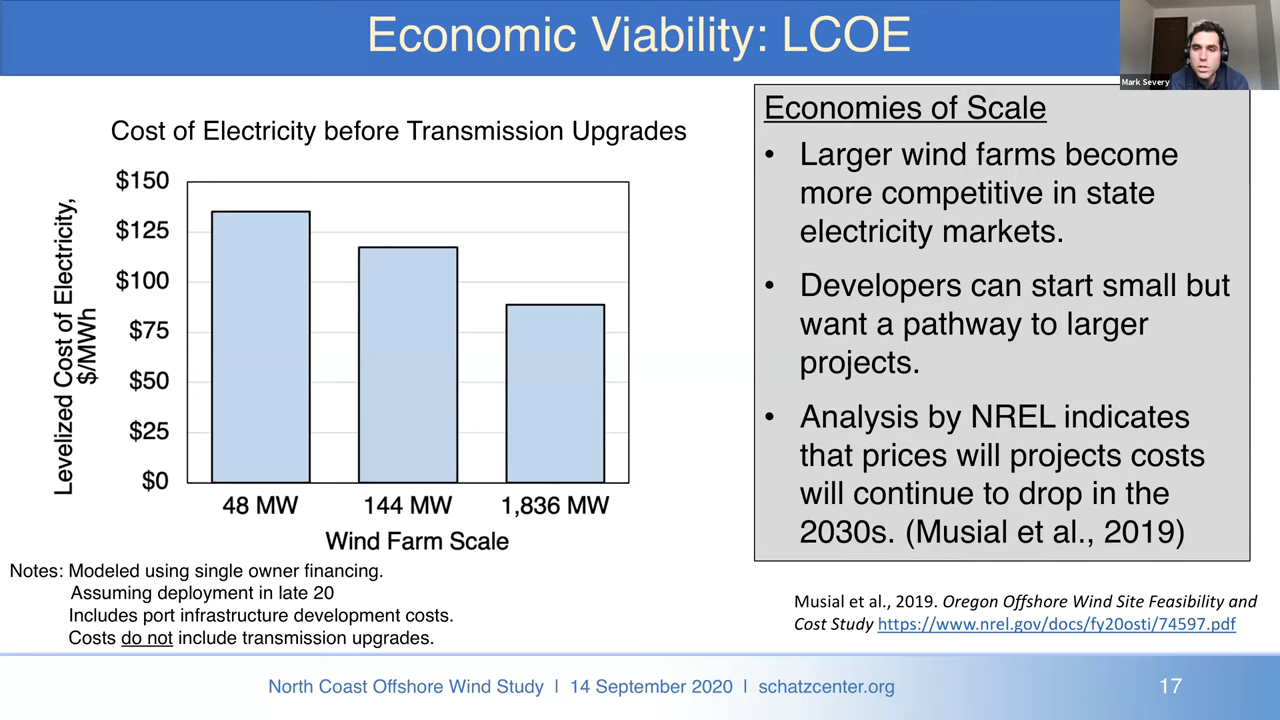 Economic Viability: LCOE
Mark Severy
Cost of Electricity before Transmission Upgrades
Levelized Cost of Electricity,
$/MWh
$150
$125
$100
$75
$50
$25
$0
48 MW
144 MW
1,836 MW
Wind Farm Scale
Notes: Modeled using single owner financing.
Assuming deployment in late 20
Includes port infrastructure development costs.
Costs do not include transmission upgrades.
Economies of Scale
• Larger wind farms become
more competitive in state
electricity markets.
• Developers can start small but
want a pathway to larger
projects.
• Analysis by NREL indicates
that prices will projects costs
will continue to drop in the
2030s. (Musial et al., 2019)
Musial et al., 2019. Oregon Offshore Wind Site Feasibility and
Cost Study https://www.nrel.gov/docs/fy20osti/74597.pdf
North Coast Offshore Wind Study | 14 September 2020 | schatzcenter.org
17